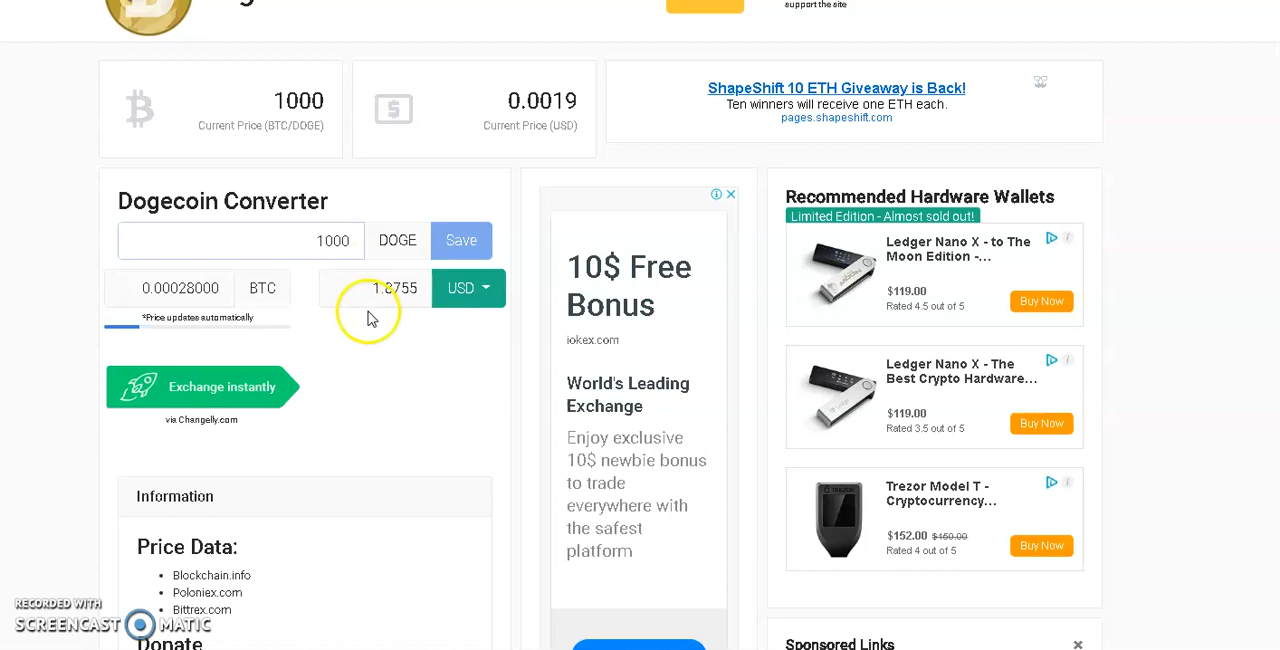 support the site
1000
Current Price (BTC/DOGE)
0.0019
Current Price (USD)
ShapeShift 10 ETH Giveaway is Back!
Ten winners will receive one ETH each.
pages.shapeshift.com
Dogecoin Converter
1000 DOGE Save
0.00028000 BTC
1.8755 USD
*Price updates automatically
Exchange instantly
via Changelly.com
Information
Price Data:
Blockchain.info
Poloniex.com
Bittrex.com
Donate
10$ Free
Bonus
iokex.com
World's Leading
Exchange
Enjoy exclusive
10$ newbie bonus
to trade
everywhere with
the safest
platform
Recommended Hardware Wallets
Limited Edition - Almost sold out!
Ledger Nano X - to The
Moon Edition -...
$119.00
Rated 4.5 out of 5
Buy Now
Ledger Nano X - The
Best Crypto Hardware...
$119.00
Rated 3.5 out of 5
Buy Now
Trezor Model T -
Cryptocurrency...
$152.00 $160.00
Rated 4 out of 5
Buy Now
Sponsored Links
RECORDED WITH
SCREENCAST MATIC